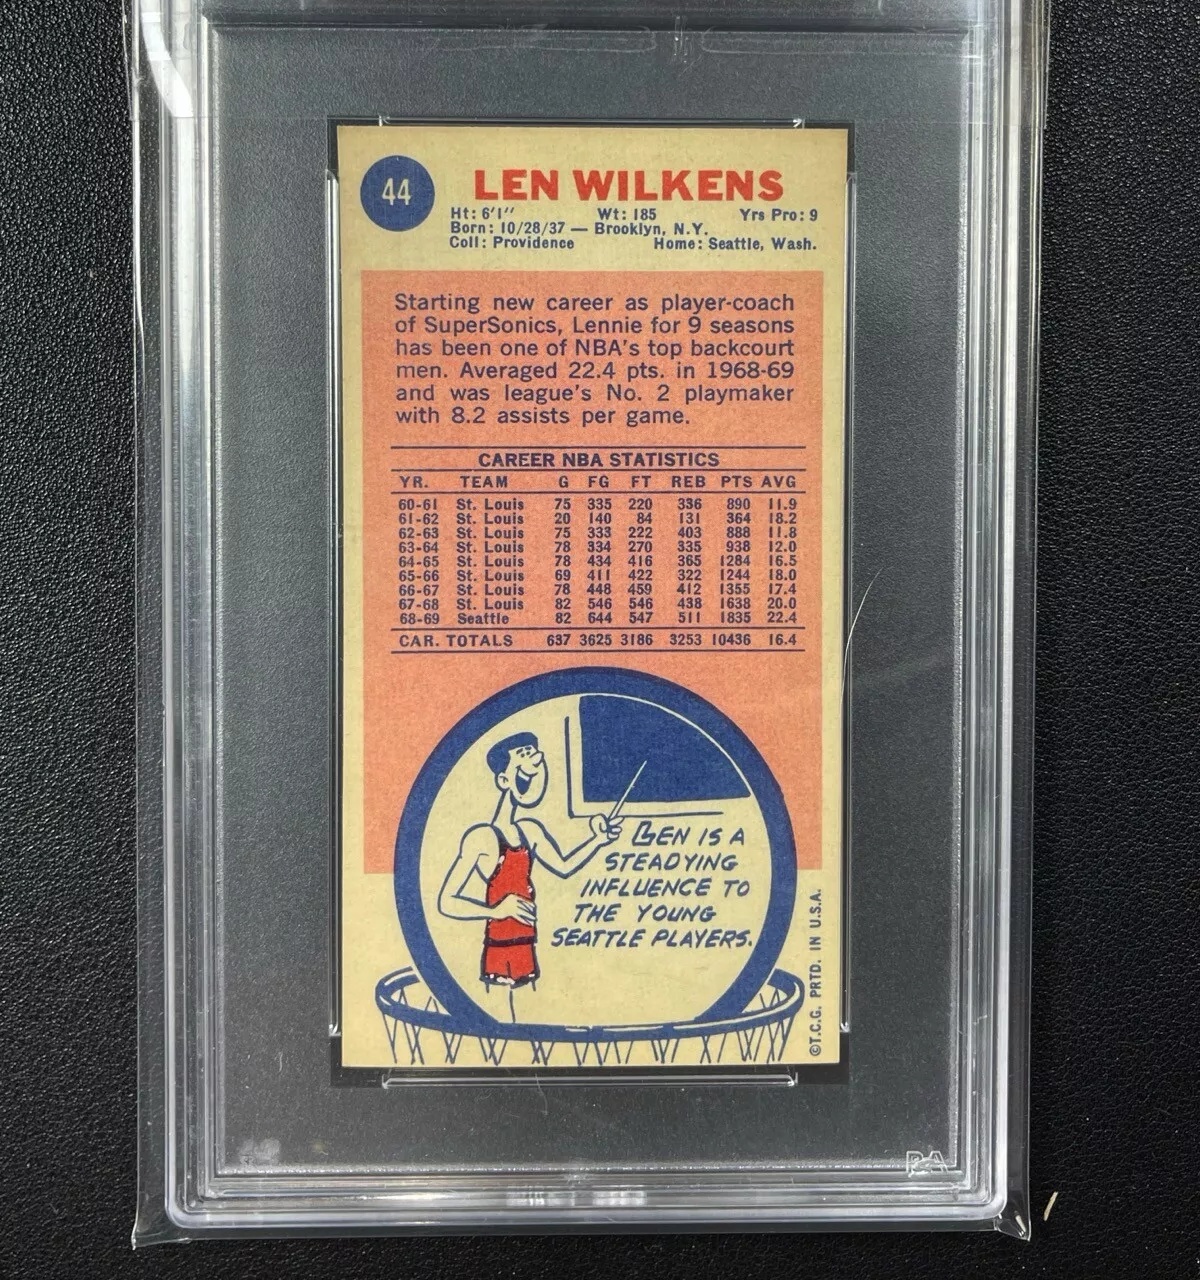 44
LEN WILKENS
Ht: 6'1" Wt: 185 Yrs Pro: 9
Born: 10/28/37 — Brooklyn, N.Y.
Coll: Providence Home: Seattle, Wash.
Starting new career as player-coach
of SuperSonics, Lennie for 9 seasons
has been one of NBA's top backcourt
men. Averaged 22.4 pts. in 1968-69
and was league's No. 2 playmaker
with 8.2 assists per game.
CAREER NBA STATISTICS
YR. TEAM G FG FT REB PTS AVG
60-61 St. Louis 75 335 220 336 890 11.9
61-62 St. Louis 20 140 84 131 364 18.2
62-63 St. Louis 75 333 222 403 888 11.8
63-64 St. Louis 78 334 270 335 938 12.0
64-65 St. Louis 78 434 416 365 1284 16.5
65-66 St. Louis 69 411 422 322 1244 18.0
66-67 St. Louis 78 448 459 412 1355 17.4
67-68 St. Louis 82 546 546 438 1638 20.0
68-69 Seattle 82 644 547 511 1835 22.4
CAR. TOTALS 637 3625 3186 3253 10436 16.4
LEN IS A
STEADYING
INFLUENCE TO
THE YOUNG
SEATTLE PLAYERS.
©T.C.G. PRTD. IN U.S.A.